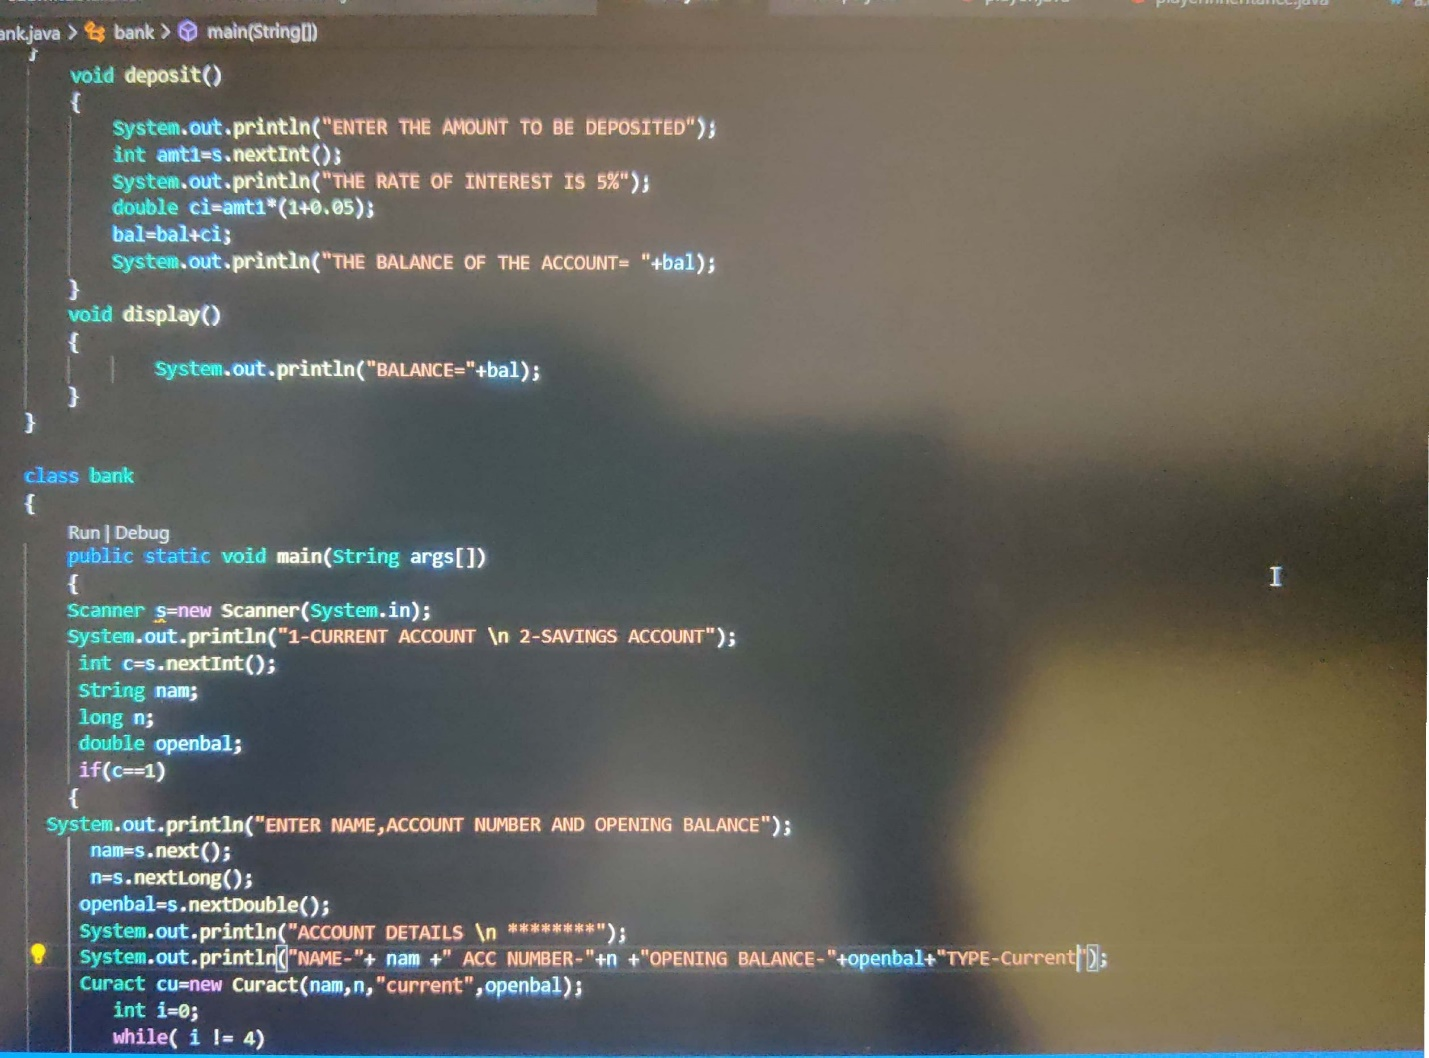 ank.java > bank > main(String[])
}
void deposit()
{
System.out.println("ENTER THE AMOUNT TO BE DEPOSITED");
int amt1=s.nextInt();
System.out.println("THE RATE OF INTEREST IS 5%");
double ci=amt1*(1+0.05);
bal=bal+ci;
System.out.println("THE BALANCE OF THE ACCOUNT= "+bal);
}
void display()
{
System.out.println("BALANCE="+bal);
}
}
class bank
{
Run | Debug
public static void main(String args[])
{
Scanner s=new Scanner(System.in);
System.out.println("1-CURRENT ACCOUNT \n 2-SAVINGS ACCOUNT");
int c=s.nextInt();
String nam;
long n;
double openbal;
if(c==1)
{
System.out.println("ENTER NAME,ACCOUNT NUMBER AND OPENING BALANCE");
nam=s.next();
n=s.nextLong();
openbal=s.nextDouble();
System.out.println("ACCOUNT DETAILS \n ********");
System.out.println("NAME-"+ nam +" ACC NUMBER-"+n +"OPENING BALANCE-"+openbal+"TYPE-Current");
Curact cu=new Curact(nam,n,"current",openbal);
int i=0;
while( i != 4)